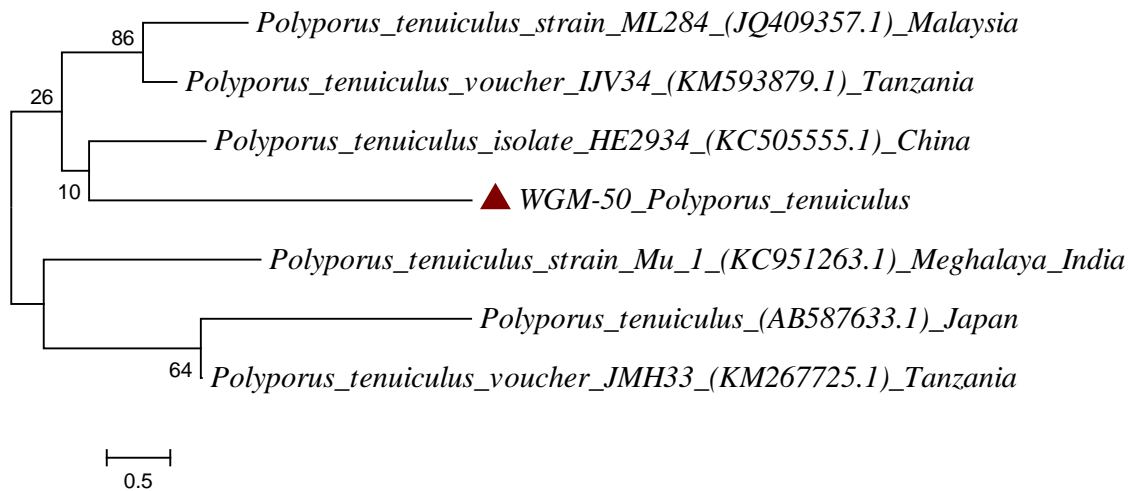 86
Polyporus_tenuiculus_strain_ML284_(JQ409357.1)_Malaysia
Polyporus_tenuiculus_voucher_IJV34_(KM593879.1)_Tanzania
26
Polyporus_tenuiculus_isolate_HE2934_(KC505555.1)_China
10
WGM-50_Polyporus_tenuiculus
Polyporus_tenuiculus_strain_Mu_1_(KC951263.1)_Meghalaya_India
Polyporus_tenuiculus_(AB587633.1)_Japan
64
Polyporus_tenuiculus_voucher_JMH33_(KM267725.1)_Tanzania
0.5